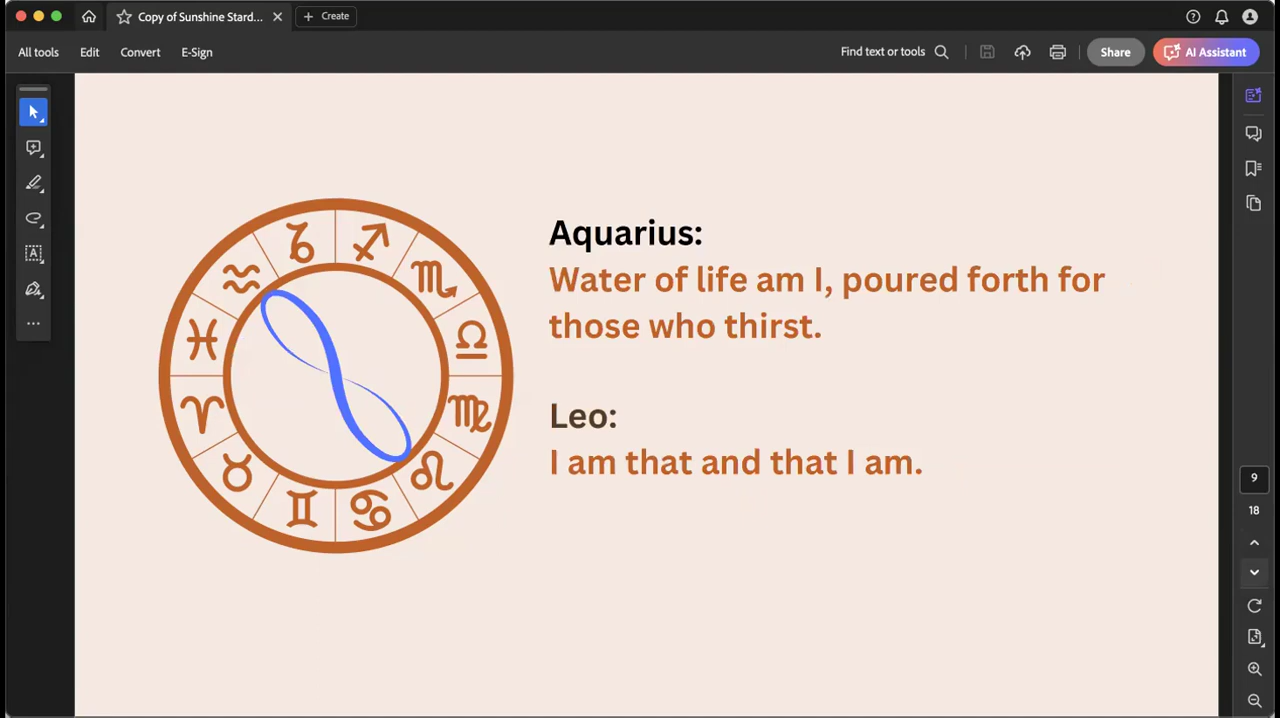 Copy of Sunshine Stard...
Create
All tools
Edit
Convert
E-Sign
Find text or tools
Share
AI Assistant
Aquarius:
Water of life am I, poured forth for
those who thirst.
Leo:
I am that and that I am.
9
18